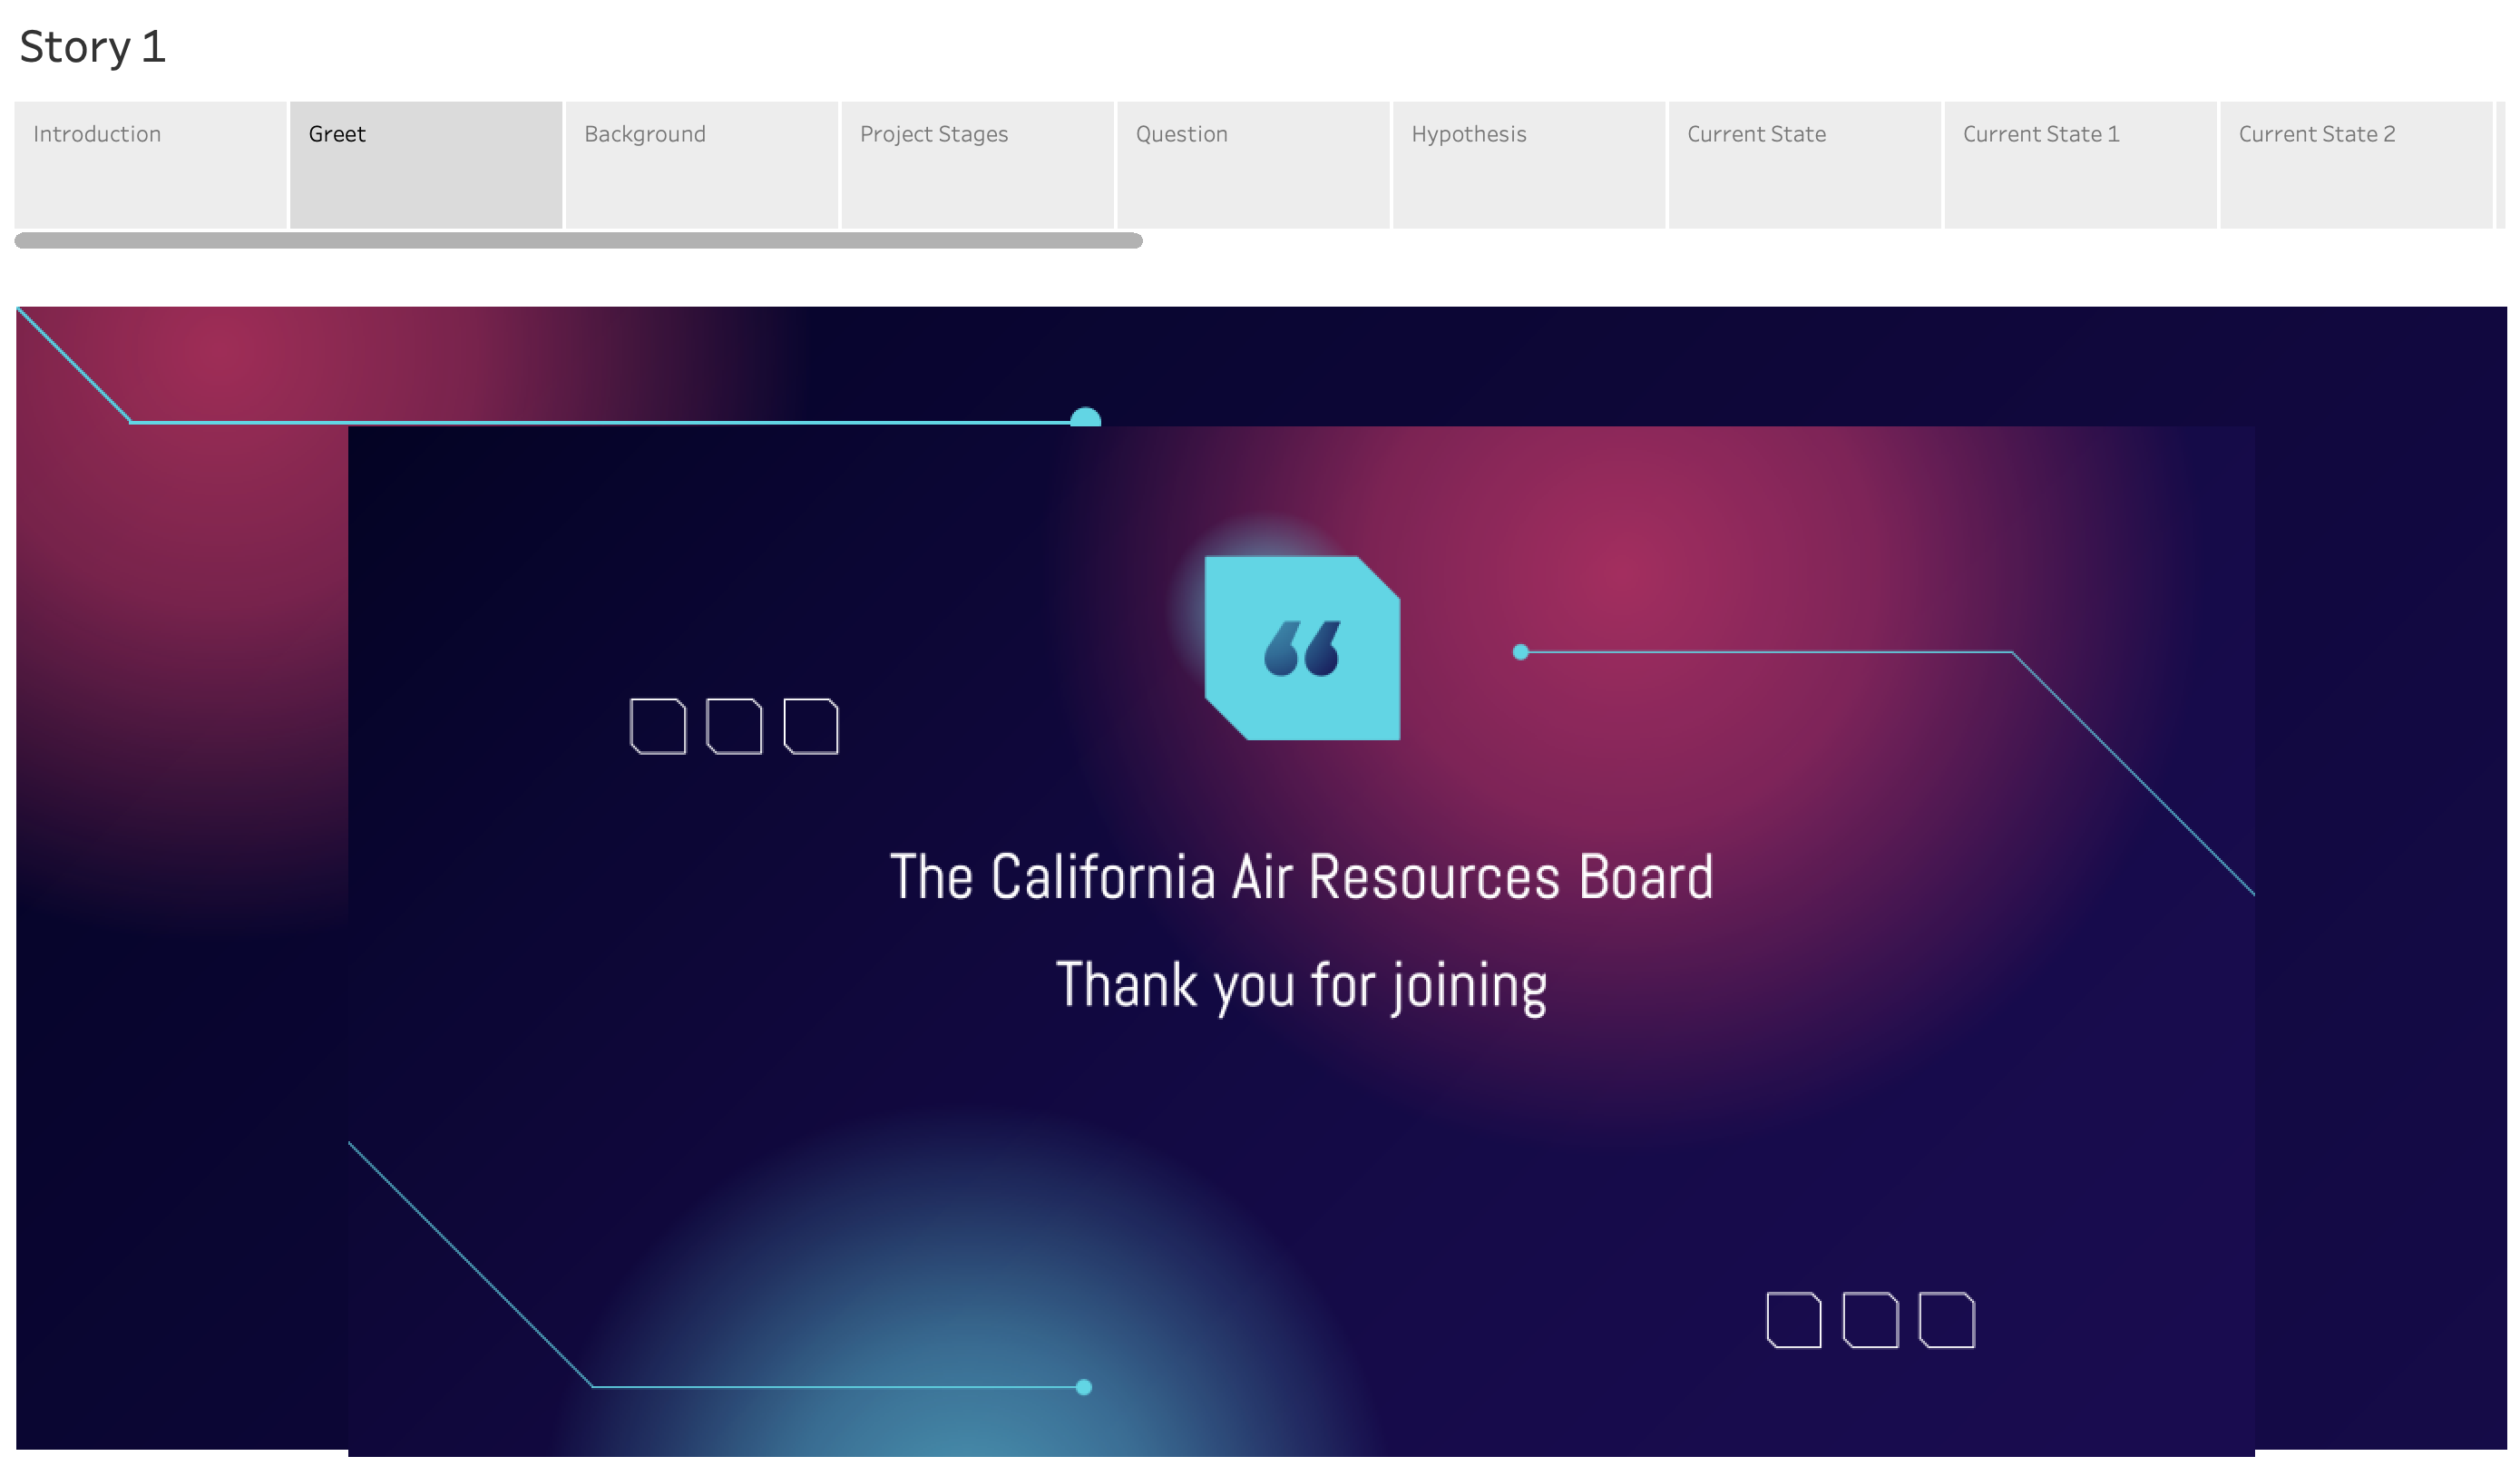 Story 1
Introduction
Greet
Background
Project Stages
Question
Hypothesis
Current State
Current State 1
Current State 2
“
The California Air Resources Board
Thank you for joining